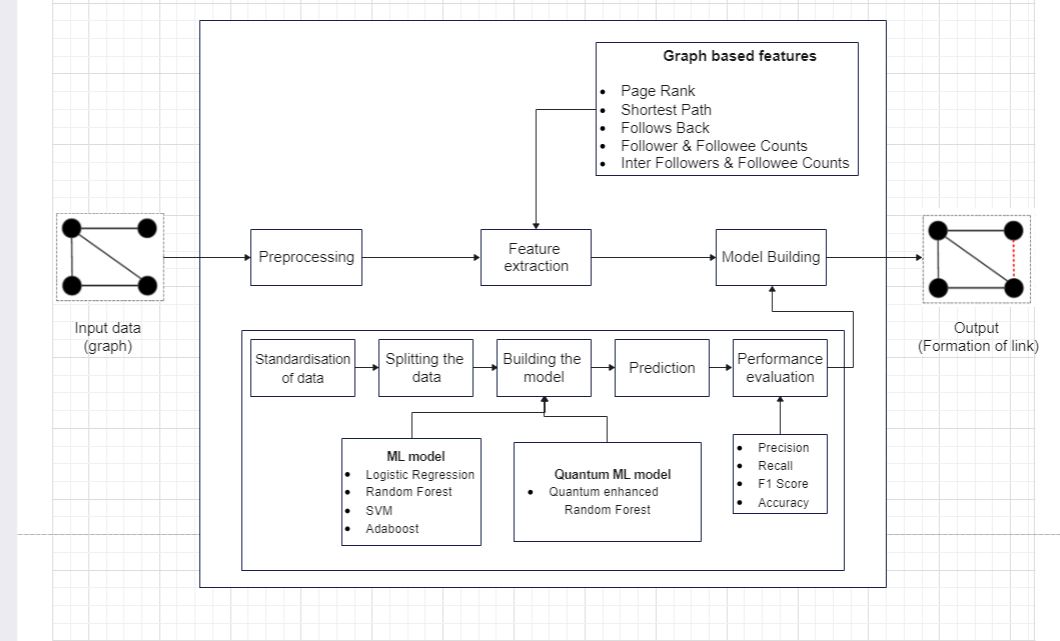 Graph based features
Page Rank
Shortest Path
Follows Back
Follower & Followee Counts
Inter Followers & Followee Counts
Input data
(graph)
Preprocessing
Feature
extraction
Model Building
Output
(Formation of link)
Standardisation
of data
Splitting the
data
Building the
model
Prediction
Performance
evaluation
ML model
Logistic Regression
Random Forest
SVM
Adaboost
Quantum ML model
Quantum enhanced
Random Forest
Precision
Recall
F1 Score
Accuracy